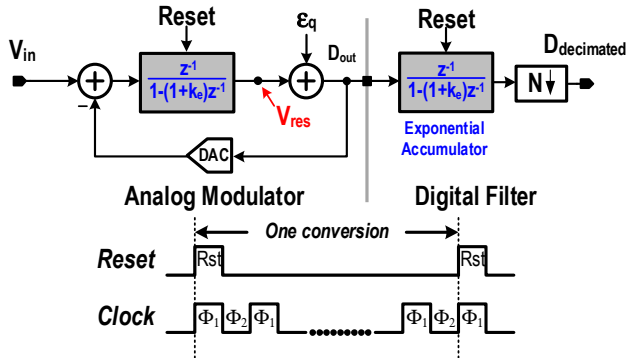 Reset
Reset
V_in
ε_q
D_out
D_decimated
+
z⁻¹
1-(1+k_e)z⁻¹
+
z⁻¹
1-(1+k_e)z⁻¹
N↓
−
V_res
DAC
Exponential
Accumulator
Analog Modulator
Digital Filter
One conversion
Reset
Rst
Rst
Clock
Φ₁ Φ₂ Φ₁ Φ₁ Φ₂ Φ₁